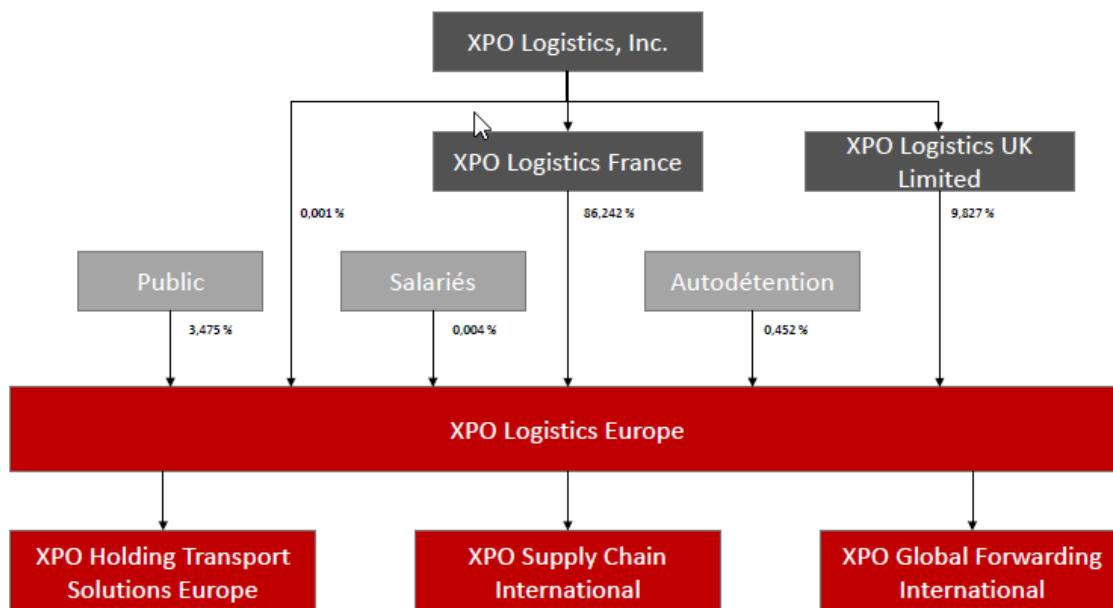 XPO Logistics, Inc.
XPO Logistics France
XPO Logistics UK
Limited
0,001 %
86,242 %
9,827 %
Public
Salariés
Autodétention
3,475 %
0,004 %
0,452 %
XPO Logistics Europe
XPO Holding Transport
Solutions Europe
XPO Supply Chain
International
XPO Global Forwarding
International